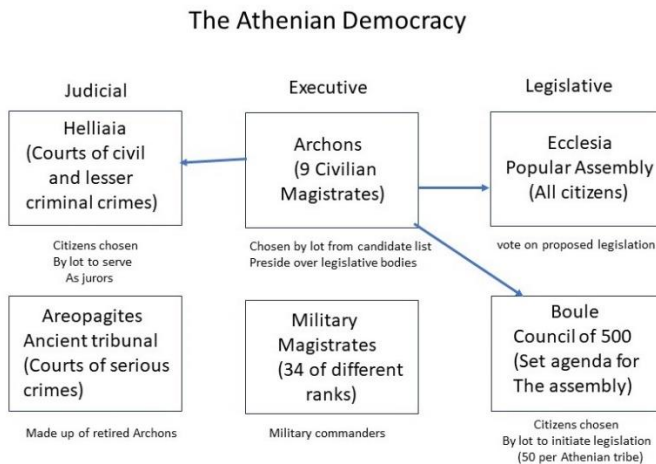 The Athenian Democracy
Judicial
Helliaia
(Courts of civil
and lesser
criminal crimes)
Citizens chosen
By lot to serve
As jurors
Areopagites
Ancient tribunal
(Courts of serious
crimes)
Made up of retired Archons
Executive
Archons
(9 Civilian
Magistrates)
Chosen by lot from candidate list
Preside over legislative bodies
Military
Magistrates
(34 of different
ranks)
Military commanders
Legislative
Ecclesia
Popular Assembly
(All citizens)
vote on proposed legislation
Boule
Council of 500
(Set agenda for
The assembly)
Citizens chosen
By lot to initiate legislation
(50 per Athenian tribe)